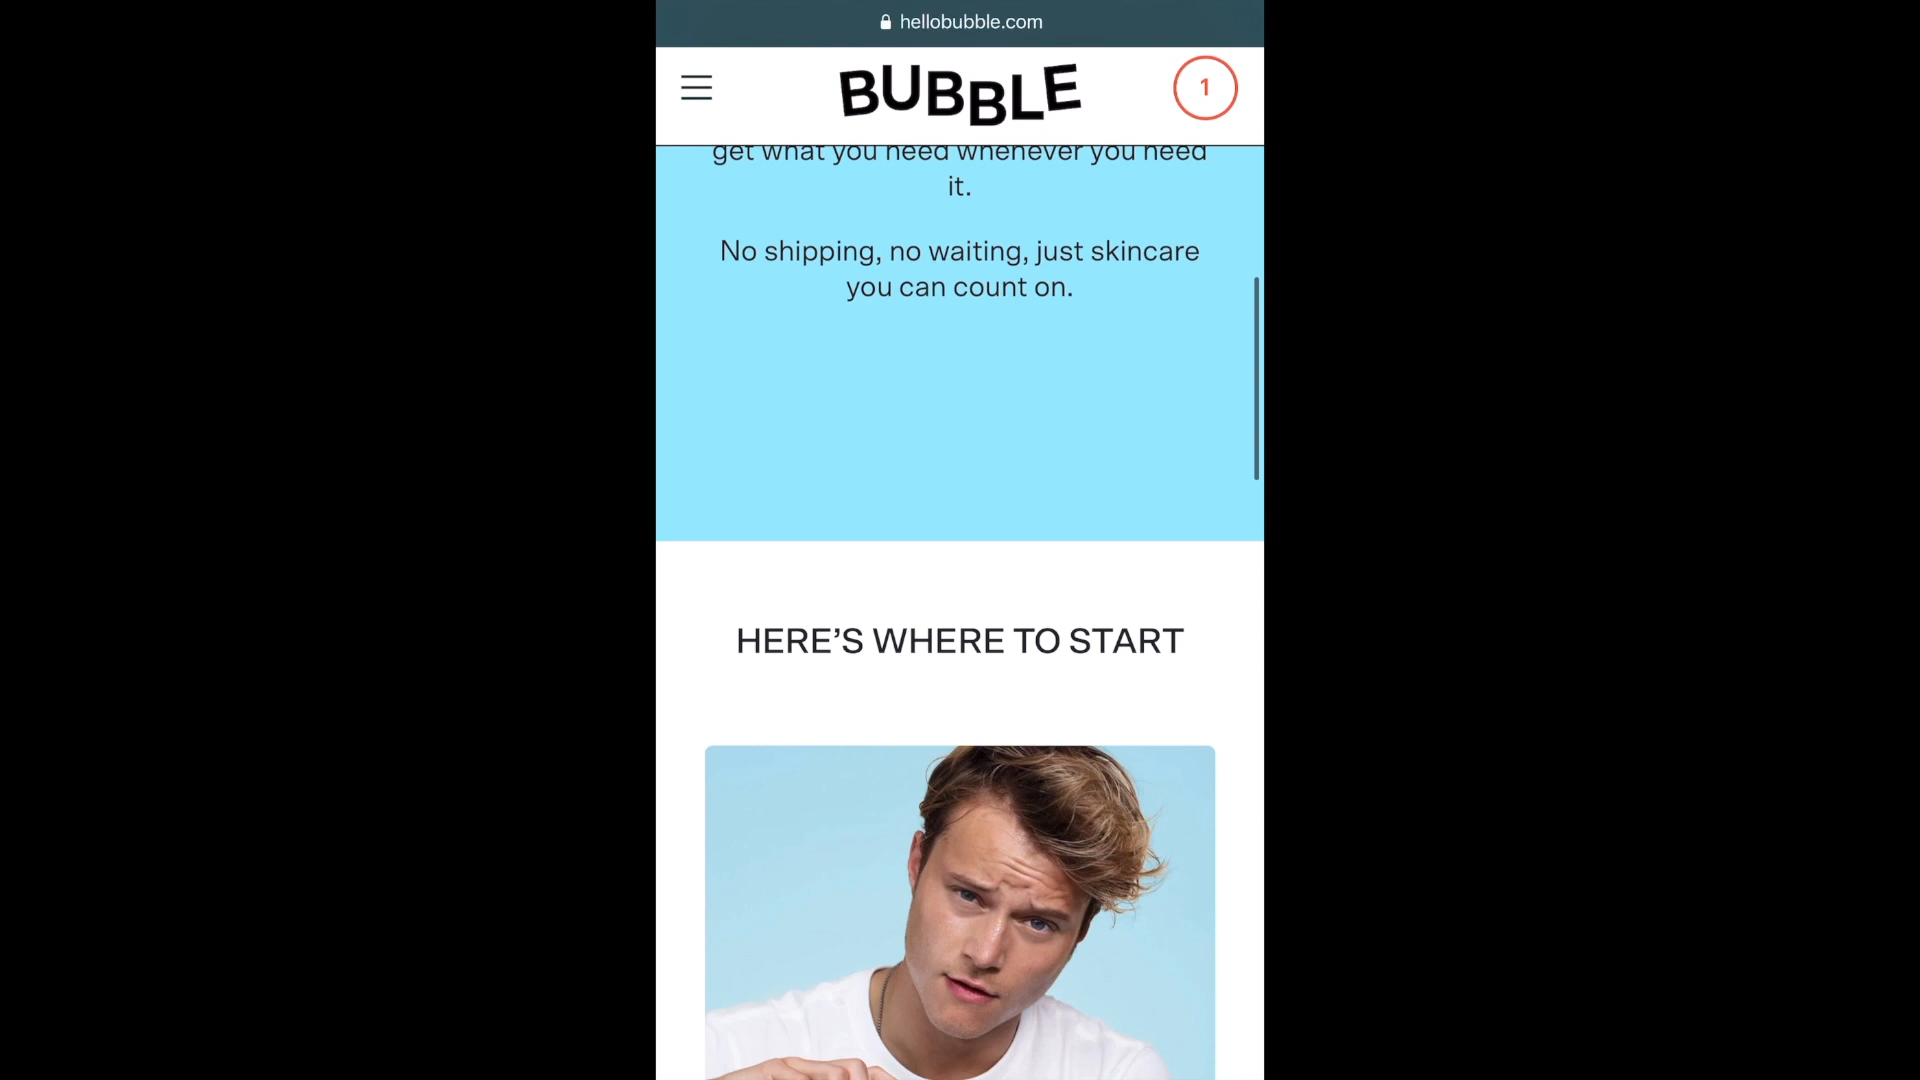 hellobubble.com
BUBBLE
1
get what you need whenever you need
it.
No shipping, no waiting, just skincare
you can count on.
HERE’S WHERE TO START